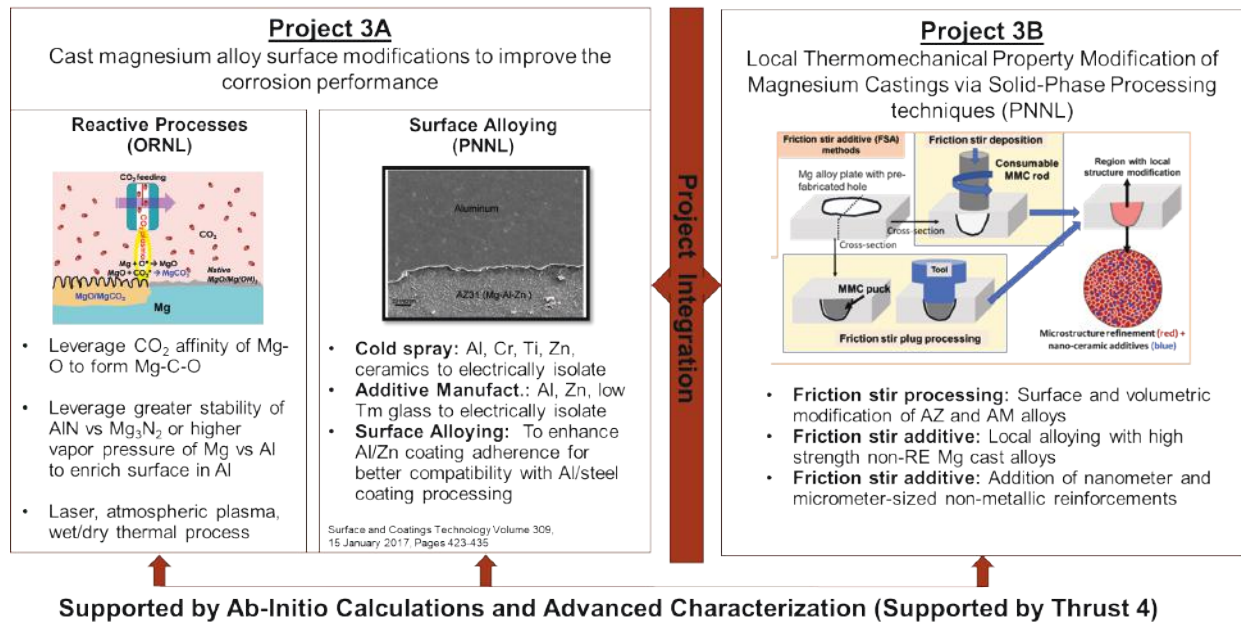 Project 3A
Cast magnesium alloy surface modifications to improve the
corrosion performance
Reactive Processes
(ORNL)
CO2 feeding
CO2 plasma
CO2
Mg + O* → MgO
MgO + CO2* → MgCO3
Native
MgO/Mg(OH)2
MgO/MgCO3
Mg
• Leverage CO2 affinity of Mg-
O to form Mg-C-O
• Leverage greater stability of
AlN vs Mg3N2 or higher
vapor pressure of Mg vs Al
to enrich surface in Al
• Laser, atmospheric plasma,
wet/dry thermal process
Surface Alloying
(PNNL)
Aluminum
AZ31 (Mg-Al-Zn)
• Cold spray: Al, Cr, Ti, Zn,
ceramics to electrically isolate
• Additive Manufact.: Al, Zn, low
Tm glass to electrically isolate
• Surface Alloying: To enhance
Al/Zn coating adherence for
better compatibility with Al/steel
coating processing
Surface and Coatings Technology Volume 309,
15 January 2017, Pages 423-435
Project Integration
Project 3B
Local Thermomechanical Property Modification of
Magnesium Castings via Solid-Phase Processing
techniques (PNNL)
Friction stir additive (FSA)
methods
Mg alloy plate with pre-
fabricated hole
Cross-section
Cross-section
Friction stir deposition
Consumable
MMC rod
Region with local
structure modification
MMC puck
Tool
Friction stir plug processing
Microstructure refinement (red) +
nano-ceramic additives (blue)
• Friction stir processing: Surface and volumetric
modification of AZ and AM alloys
• Friction stir additive: Local alloying with high
strength non-RE Mg cast alloys
• Friction stir additive: Addition of nanometer and
micrometer-sized non-metallic reinforcements
Supported by Ab-Initio Calculations and Advanced Characterization (Supported by Thrust 4)